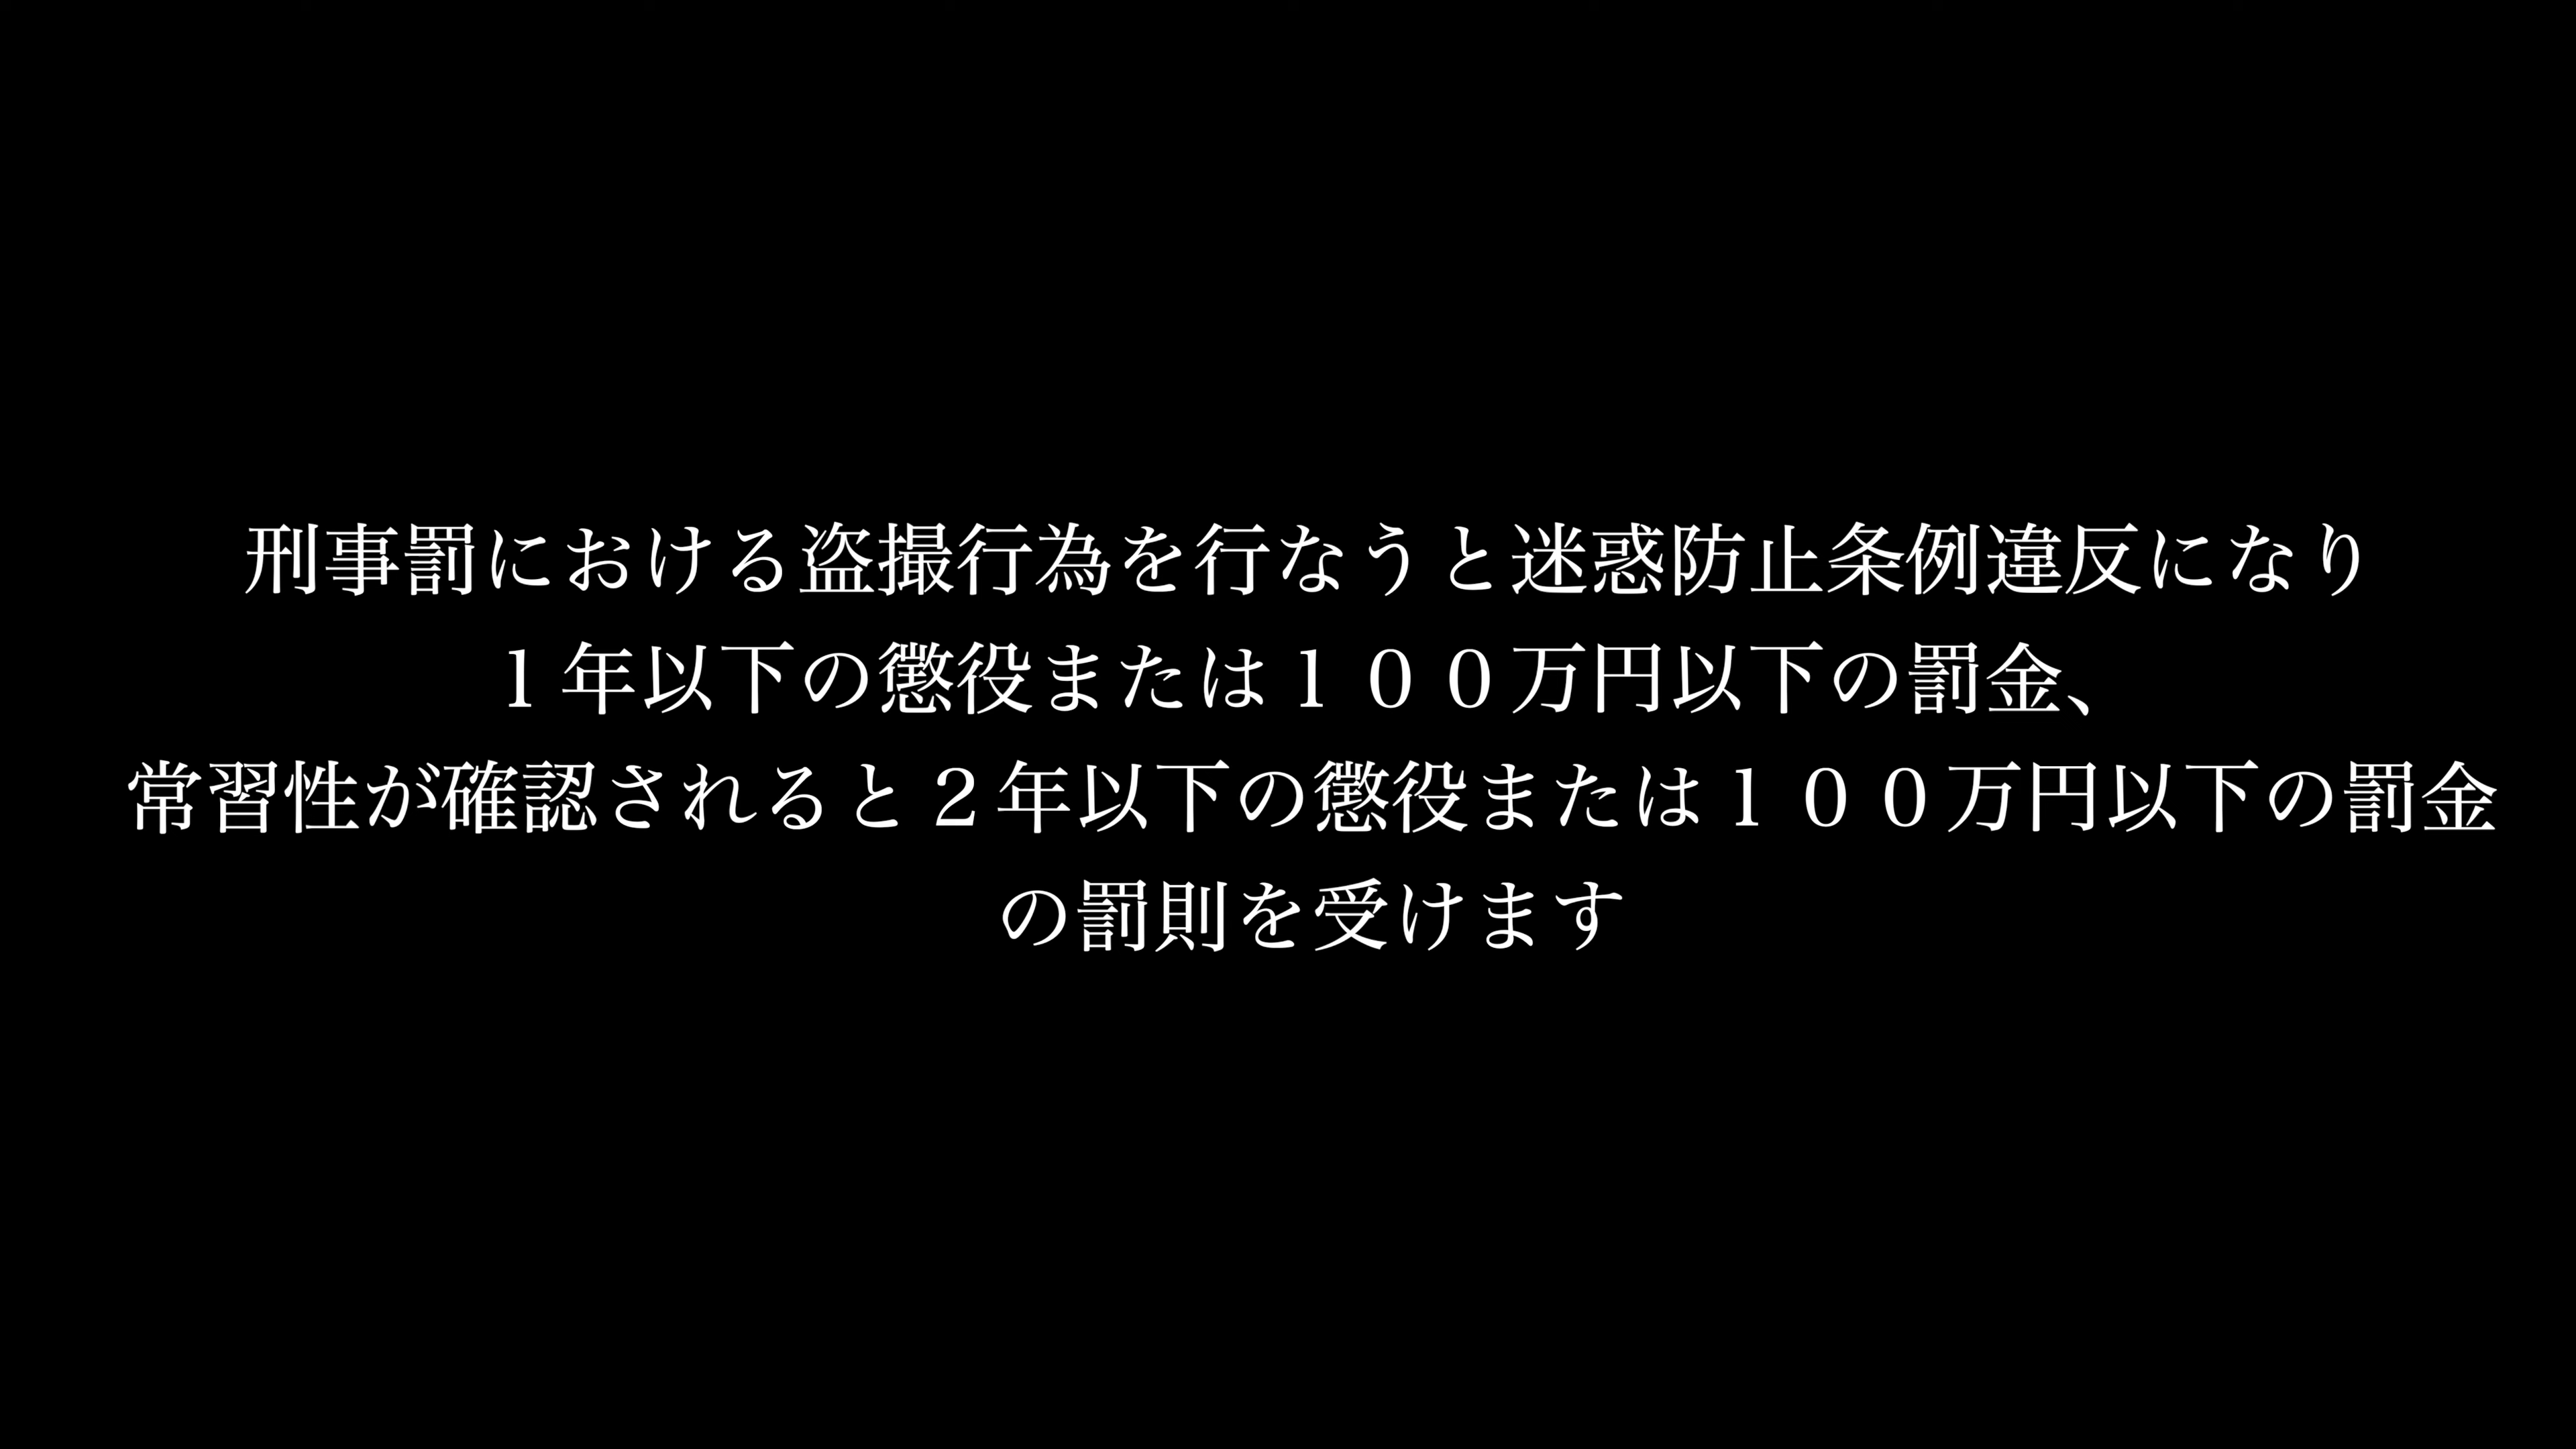 刑事罰における盗撮行為を行なうと迷惑防止条例違反になり
１年以下の懲役または１００万円以下の罰金、
常習性が確認されると２年以下の懲役または１００万円以下の罰金
の罰則を受けます